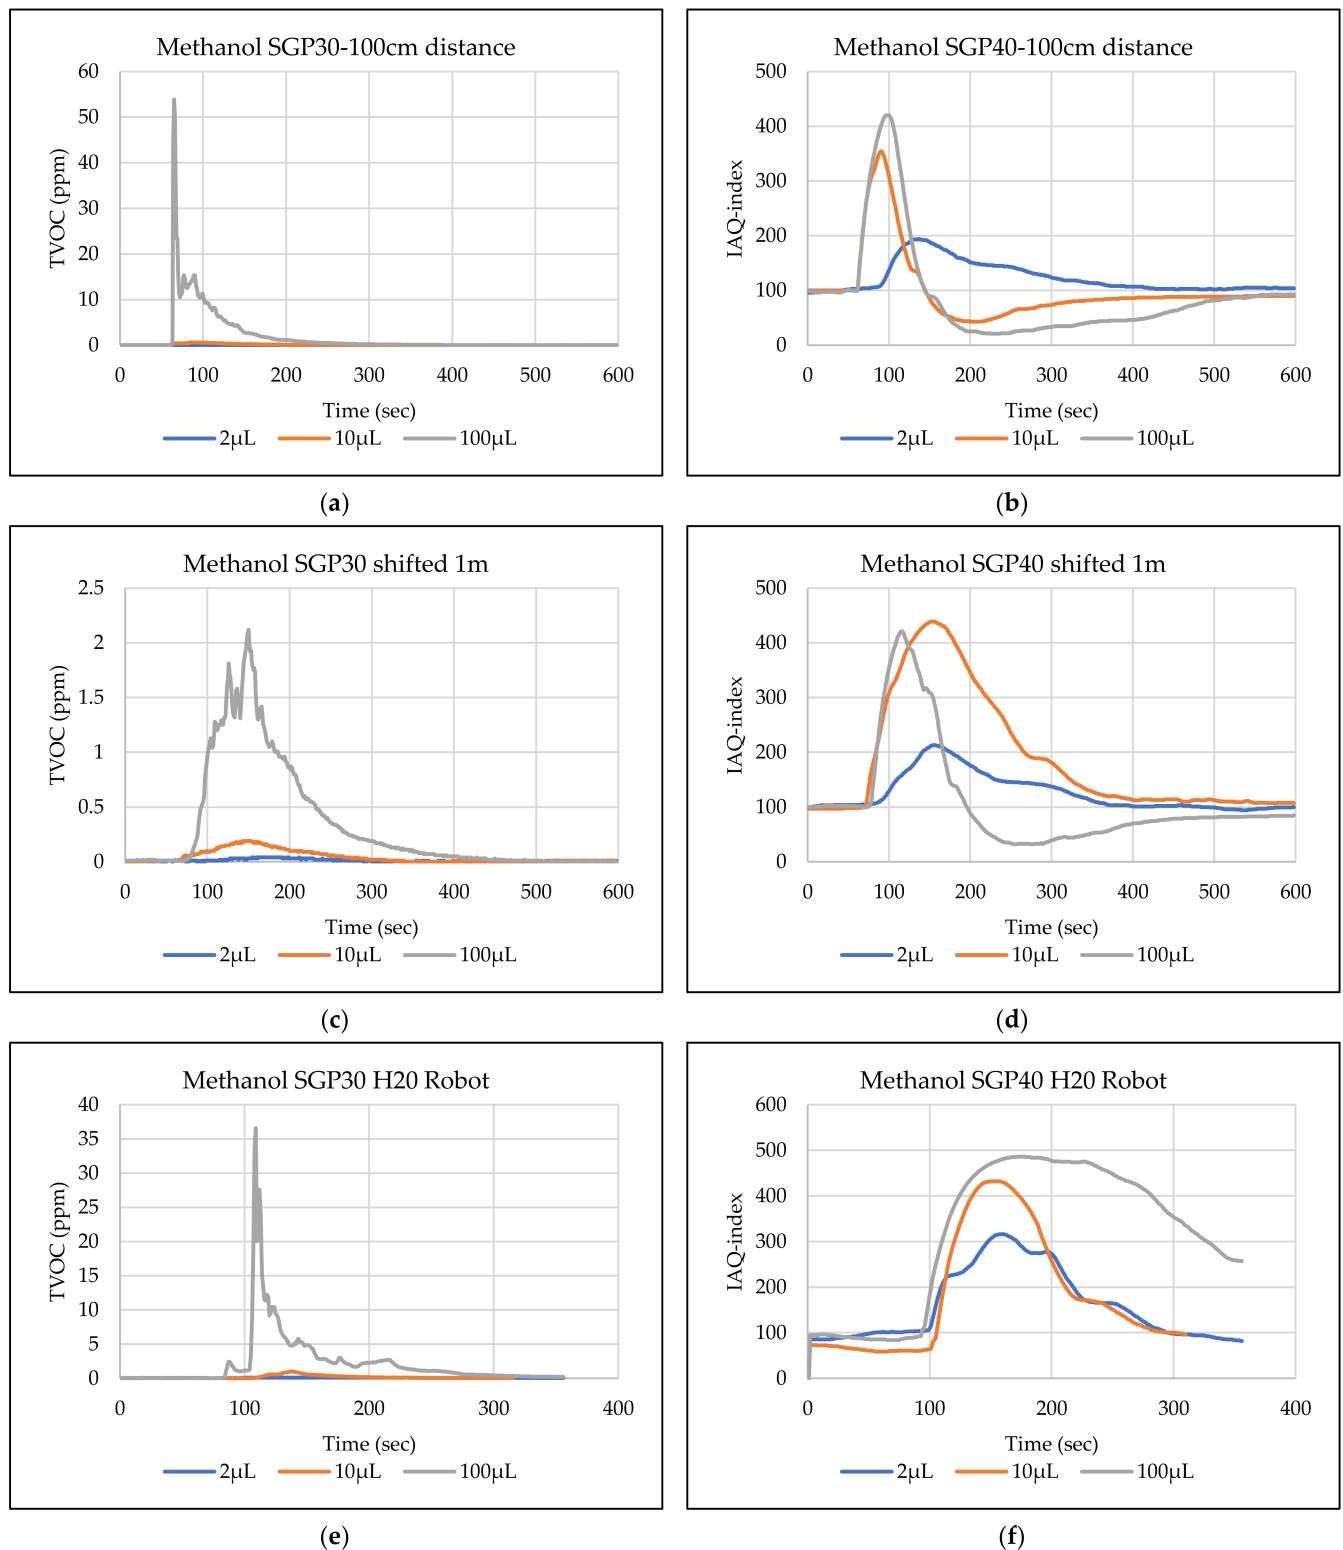 Methanol SGP30-100cm distance
TVOC (ppm)
60
50
40
30
20
10
0
0 100 200 300 400 500 600
Time (sec)
2μL 10μL 100μL
(a)
Methanol SGP40-100cm distance
IAQ-index
500
400
300
200
100
0
0 100 200 300 400 500 600
Time (sec)
2μL 10μL 100μL
(b)
Methanol SGP30 shifted 1m
TVOC (ppm)
2.5
2
1.5
1
0.5
0
0 100 200 300 400 500 600
Time (sec)
2μL 10μL 100μL
(c)
Methanol SGP40 shifted 1m
IAQ-index
500
400
300
200
100
0
0 100 200 300 400 500 600
Time (sec)
2μL 10μL 100μL
(d)
Methanol SGP30 H20 Robot
TVOC (ppm)
40
35
30
25
20
15
10
5
0
0 100 200 300 400
Time (sec)
2μL 10μL 100μL
(e)
Methanol SGP40 H20 Robot
IAQ-index
600
500
400
300
200
100
0
0 100 200 300 400
Time (sec)
2μL 10μL 100μL
(f)